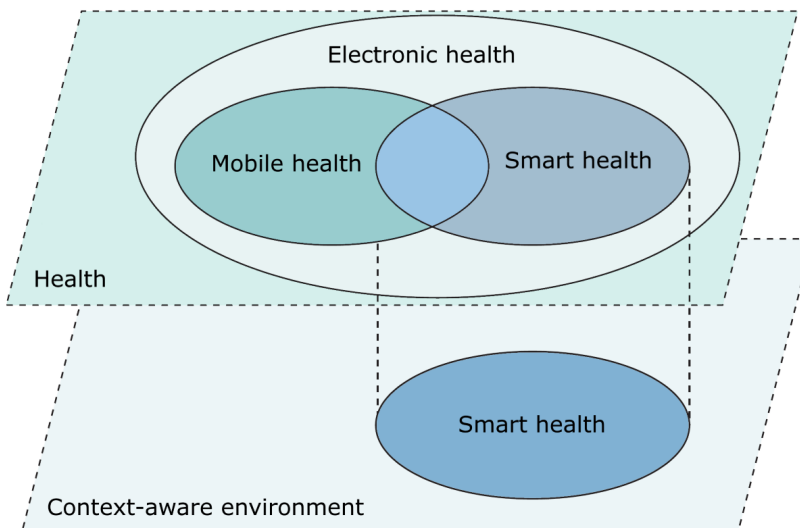 Electronic health
Mobile health
Smart health
Health
Smart health
Context-aware environment